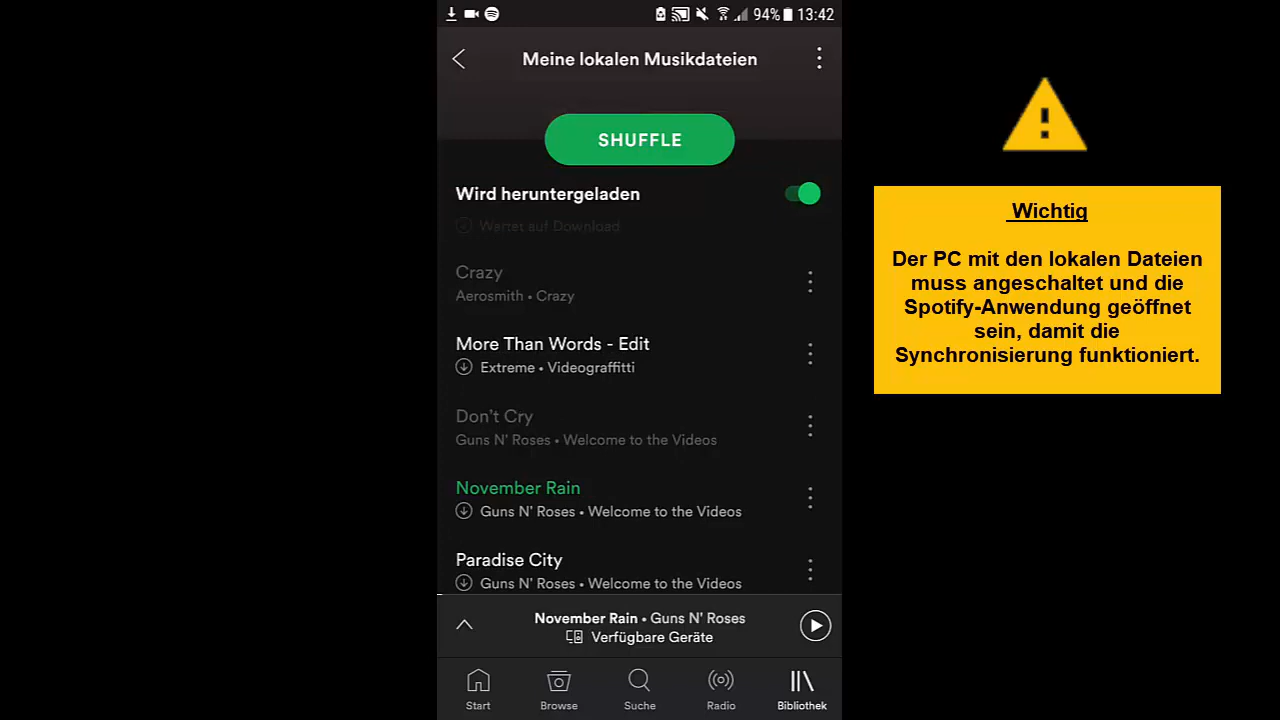 94% 13:42
Meine lokalen Musikdateien
SHUFFLE
Wird heruntergeladen
Wartet auf Download
Crazy
Aerosmith • Crazy
More Than Words - Edit
Extreme • Videograffitti
Don't Cry
Guns N' Roses • Welcome to the Videos
November Rain
Guns N' Roses • Welcome to the Videos
Paradise City
Guns N' Roses • Welcome to the Videos
November Rain • Guns N' Roses
Verfügbare Geräte
Start Browse Suche Radio Bibliothek
Wichtig
Der PC mit den lokalen Dateien
muss angeschaltet und die
Spotify-Anwendung geöffnet
sein, damit die
Synchronisierung funktioniert.